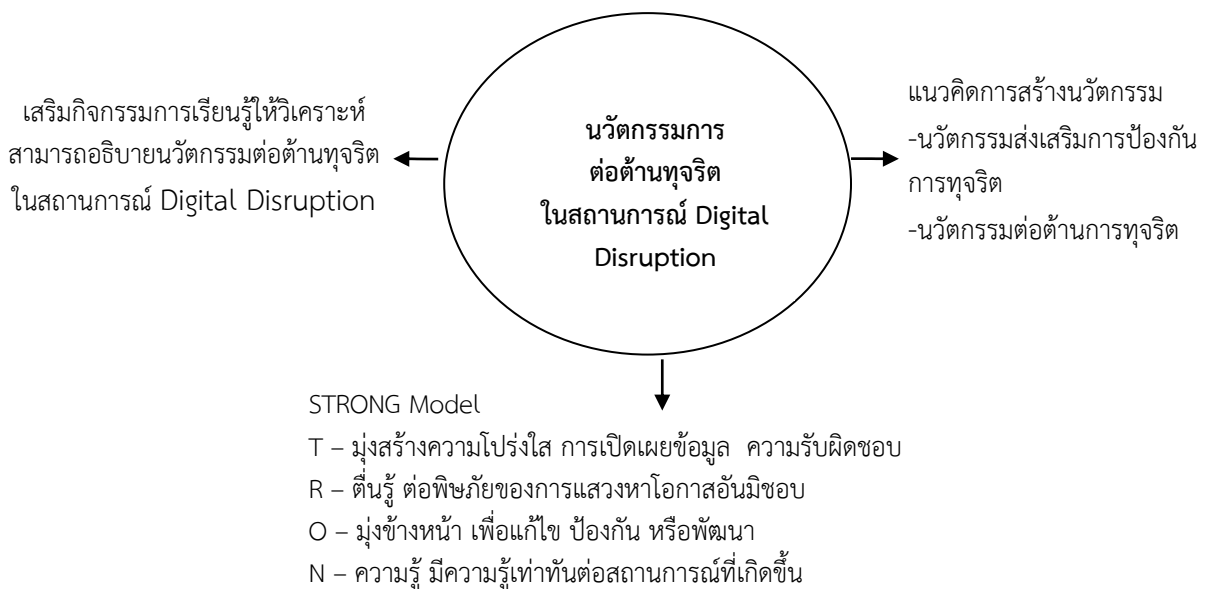 นวัตกรรมการ
ต่อต้านทุจริต
ในสถานการณ์ Digital
Disruption
เสริมกิจกรรมการเรียนรู้ให้วิเคราะห์
สามารถอธิบายนวัตกรรมต่อต้านทุจริต
ในสถานการณ์ Digital Disruption
แนวคิดการสร้างนวัตกรรม
-นวัตกรรมส่งเสริมการป้องกัน
การทุจริต
-นวัตกรรมต่อต้านการทุจริต
STRONG Model
T – มุ่งสร้างความโปร่งใส การเปิดเผยข้อมูล ความรับผิดชอบ
R – ตื่นรู้ ต่อพิษภัยของการแสวงหาโอกาสอันมิชอบ
O – มุ่งข้างหน้า เพื่อแก้ไข ป้องกัน หรือพัฒนา
N – ความรู้ มีความรู้เท่าทันต่อสถานการณ์ที่เกิดขึ้น